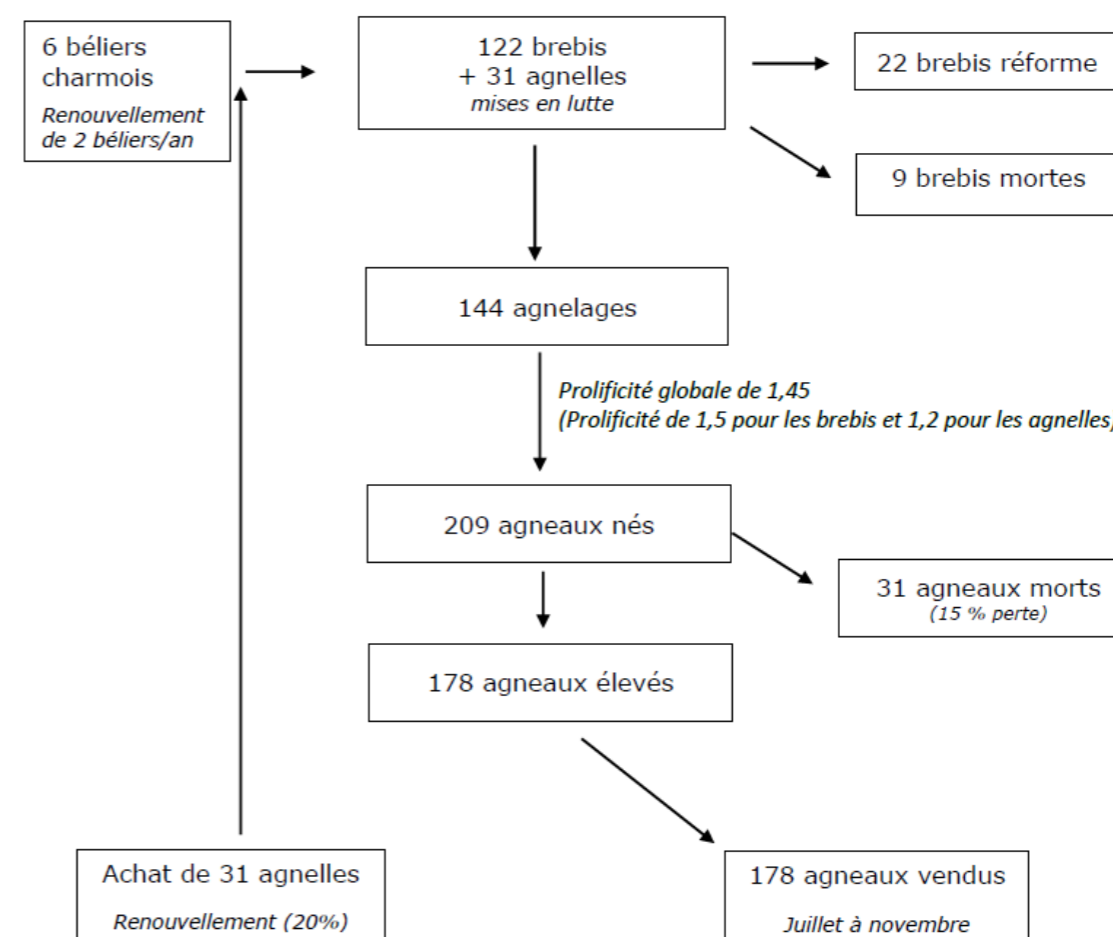 6 béliers
charmois
Renouvellement
de 2 béliers/an
122 brebis
+ 31 agnelles
mises en lutte
22 brebis réforme
9 brebis mortes
144 agnelages
Prolificité globale de 1,45
(Prolificité de 1,5 pour les brebis et 1,2 pour les agnelles)
209 agneaux nés
31 agneaux morts
(15 % perte)
178 agneaux élevés
Achat de 31 agnelles
Renouvellement (20%)
178 agneaux vendus
Juillet à novembre